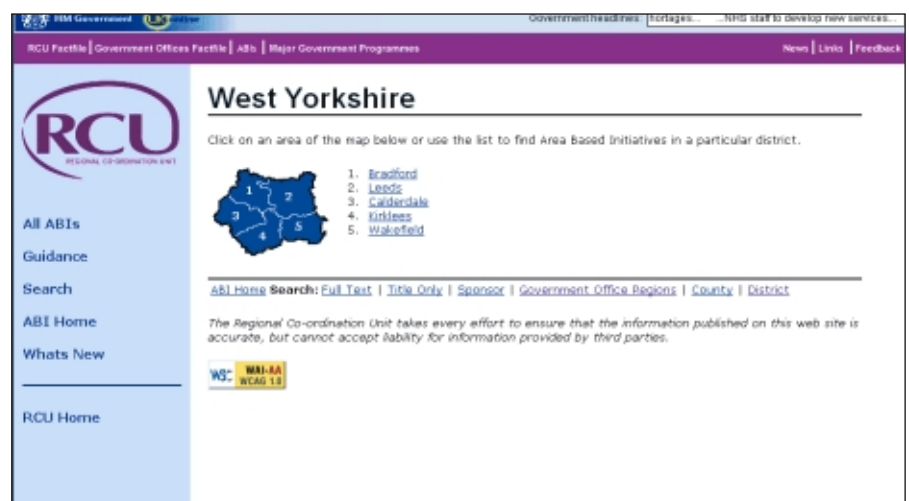 HM Government online Government headlines: hortages... ...NHS staff to develop new services...
RCU Factfile | Government Offices Factfile | ABIs | Major Government Programmes News | Links | Feedback
RCU
REGIONAL CO-ORDINATION UNIT
All ABIs
Guidance
Search
ABI Home
Whats New
RCU Home
West Yorkshire
Click on an area of the map below or use the list to find Area Based Initiatives in a particular district.
1
2
3
4
5
1. Bradford
2. Leeds
3. Calderdale
4. Kirklees
5. Wakefield
ABI Home Search: Full Text | Title Only | Sponsor | Government Office Regions | County | District
The Regional Co-ordination Unit takes every effort to ensure that the information published on this web site is
accurate, but cannot accept liability for information provided by third parties.
W3C WAI-AA
WCAG 1.0